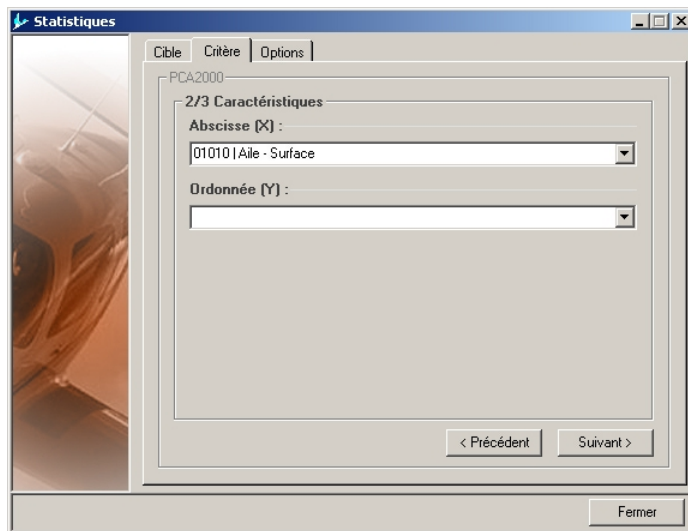 Statistiques
Cible Critère Options
PCA2000
2/3 Caractéristiques
Abscisse (X) :
01010 | Aile - Surface
Ordonnée (Y) :
< Précédent Suivant >
Fermer